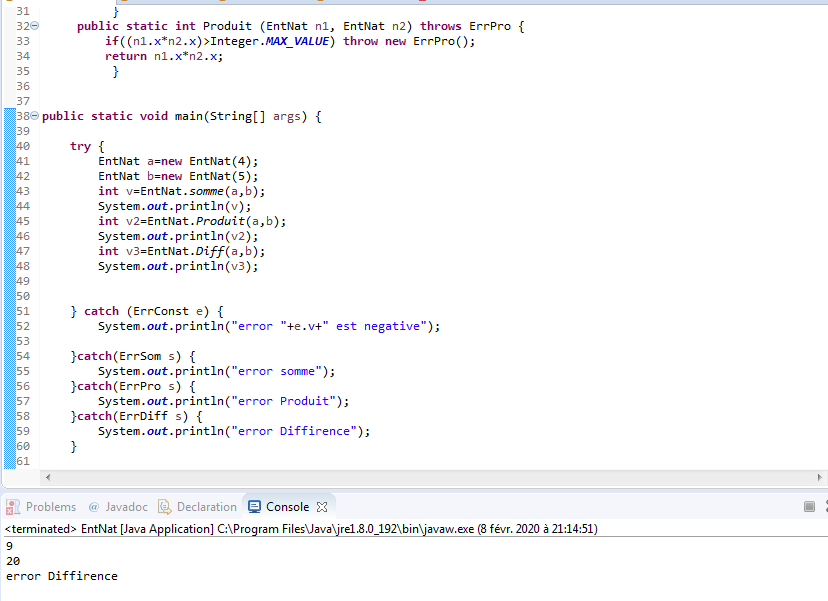 31 }
32 public static int Produit (EntNat n1, EntNat n2) throws ErrPro {
33 if((n1.x*n2.x)>Integer.MAX_VALUE) throw new ErrPro();
34 return n1.x*n2.x;
35 }
36
37
38 public static void main(String[] args) {
39
40 try {
41 EntNat a=new EntNat(4);
42 EntNat b=new EntNat(5);
43 int v=EntNat.somme(a,b);
44 System.out.println(v);
45 int v2=EntNat.Produit(a,b);
46 System.out.println(v2);
47 int v3=EntNat.Diff(a,b);
48 System.out.println(v3);
49
50
51 } catch (ErrConst e) {
52 System.out.println("error "+e.v+" est negative");
53
54 }catch(ErrSom s) {
55 System.out.println("error somme");
56 }catch(ErrPro s) {
57 System.out.println("error Produit");
58 }catch(ErrDiff s) {
59 System.out.println("error Diffirence");
60 }
61
Problems @ Javadoc Declaration Console
<terminated> EntNat [Java Application] C:\Program Files\Java\jre1.8.0_192\bin\javaw.exe (8 févr. 2020 à 21:14:51)
9
20
error Diffirence